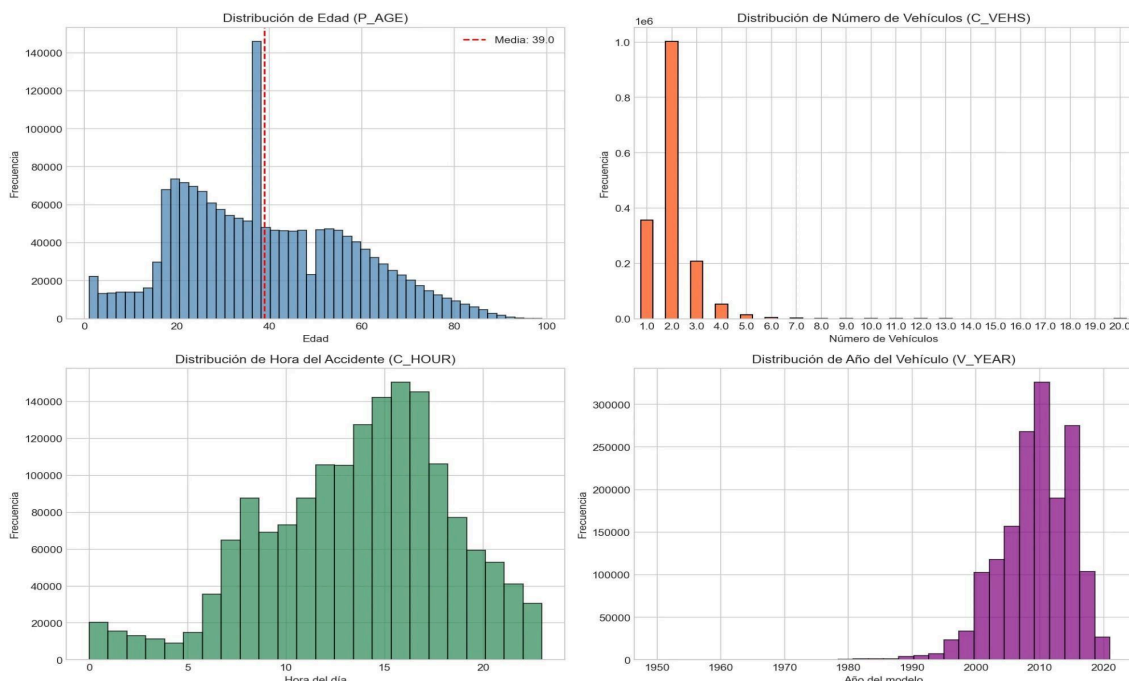 Distribución de Edad (P_AGE)
Media: 39.0
Frecuencia
140000
120000
100000
80000
60000
40000
20000
0
0 20 40 60 80 100
Edad
Distribución de Número de Vehículos (C_VEHS)
1e6
Frecuencia
1.0
0.8
0.6
0.4
0.2
0.0
1.0 2.0 3.0 4.0 5.0 6.0 7.0 8.0 9.0 10.0 11.0 12.0 13.0 14.0 15.0 16.0 17.0 18.0 19.0 20.0
Número de Vehículos
Distribución de Hora del Accidente (C_HOUR)
Frecuencia
140000
120000
100000
80000
60000
40000
20000
0
0 5 10 15 20
Hora del día
Distribución de Año del Vehículo (V_YEAR)
Frecuencia
300000
250000
200000
150000
100000
50000
0
1950 1960 1970 1980 1990 2000 2010 2020
Año del modelo